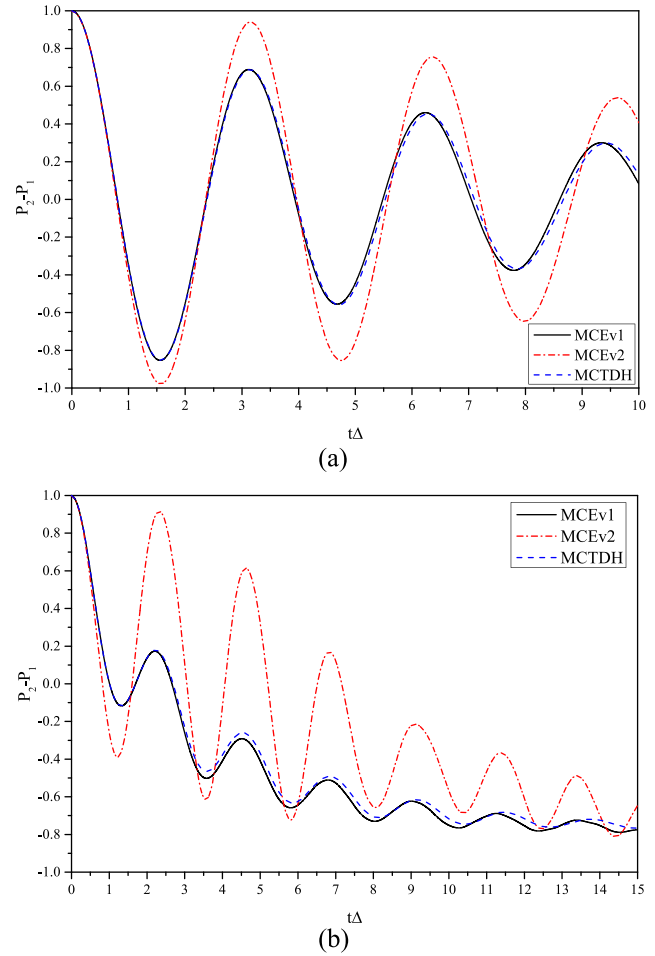 1.0
0.8
0.6
0.4
0.2
0.0
-0.2
-0.4
-0.6
-0.8
-1.0
P₂-P₁
0 1 2 3 4 5 6 7 8 9 10
tΔ
MCEv1
MCEv2
MCTDH
(a)
1.0
0.8
0.6
0.4
0.2
0.0
-0.2
-0.4
-0.6
-0.8
-1.0
P₂-P₁
0 1 2 3 4 5 6 7 8 9 10 11 12 13 14 15
tΔ
MCEv1
MCEv2
MCTDH
(b)